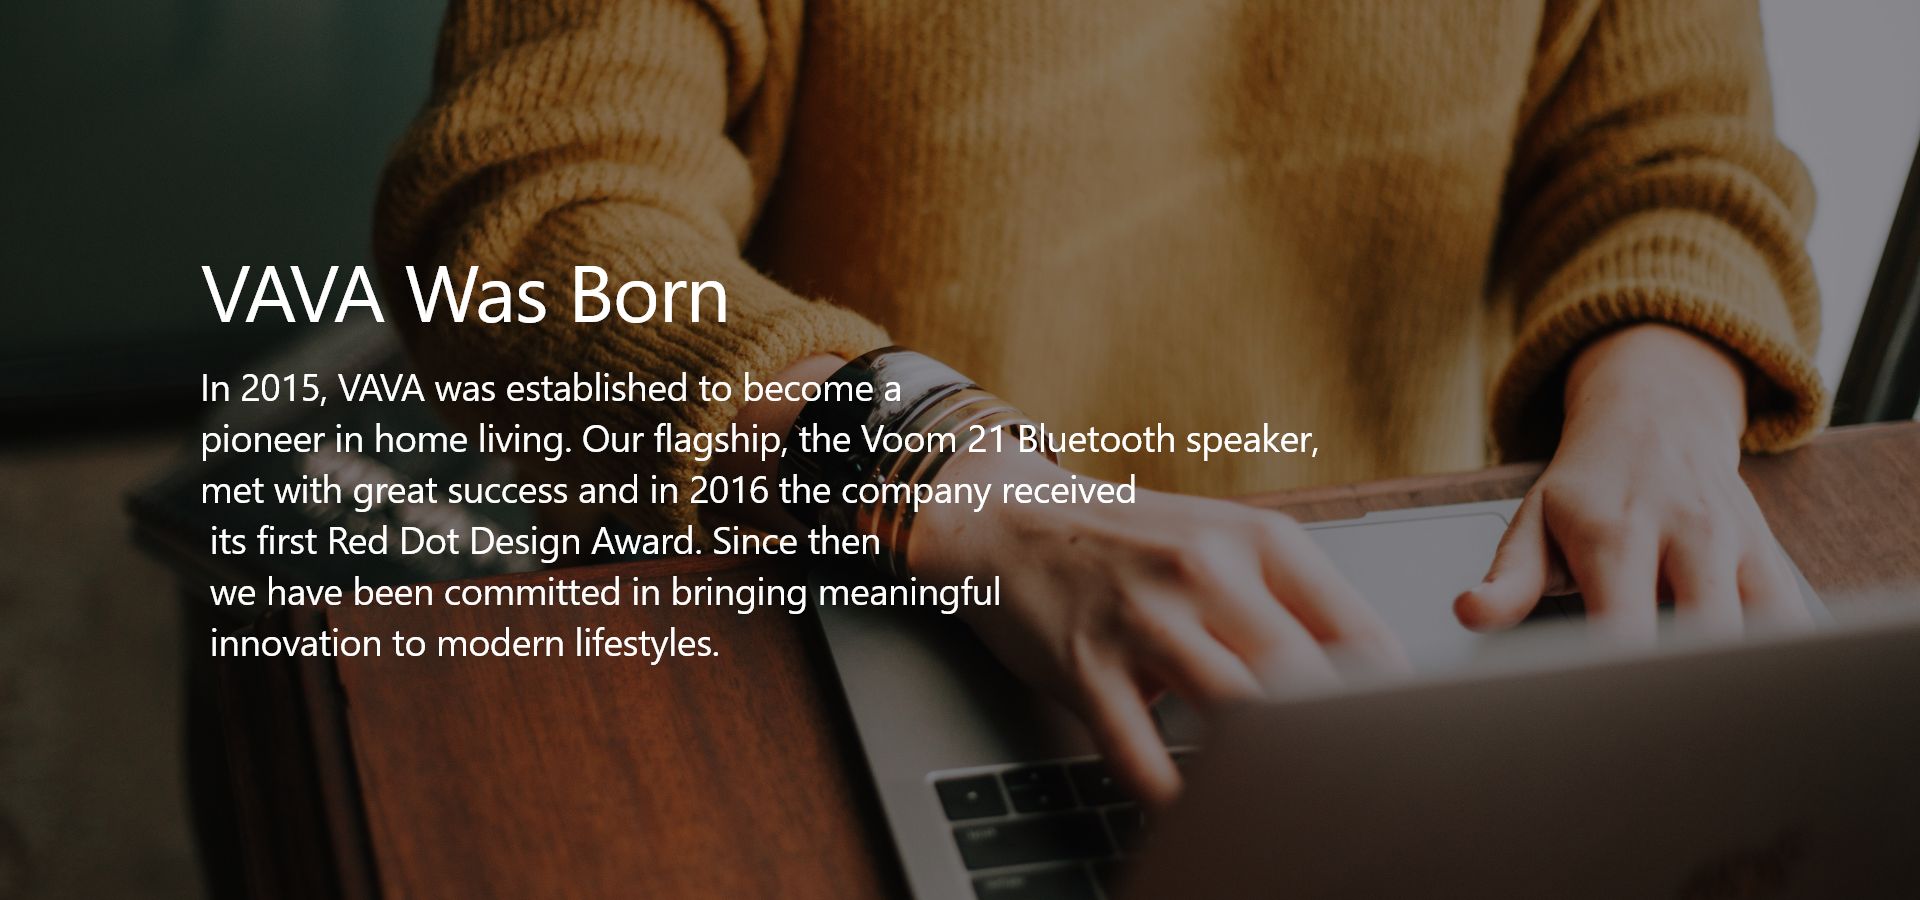 VAVA Was Born
In 2015, VAVA was established to become a
pioneer in home living. Our flagship, the Voom 21 Bluetooth speaker,
met with great success and in 2016 the company received
its first Red Dot Design Award. Since then
we have been committed in bringing meaningful
innovation to modern lifestyles.